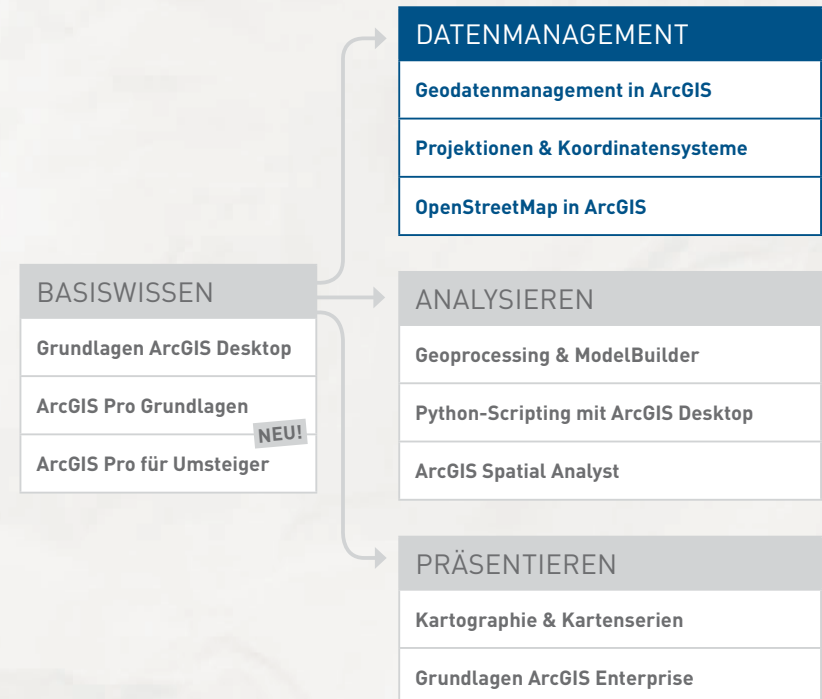 DATENMANAGEMENT
Geodatenmanagement in ArcGIS
Projektionen & Koordinatensysteme
OpenStreetMap in ArcGIS
BASISWISSEN
Grundlagen ArcGIS Desktop
ArcGIS Pro Grundlagen
NEU!
ArcGIS Pro für Umsteiger
ANALYSIEREN
Geoprocessing & ModelBuilder
Python-Scripting mit ArcGIS Desktop
ArcGIS Spatial Analyst
PRÄSENTIEREN
Kartographie & Kartenserien
Grundlagen ArcGIS Enterprise